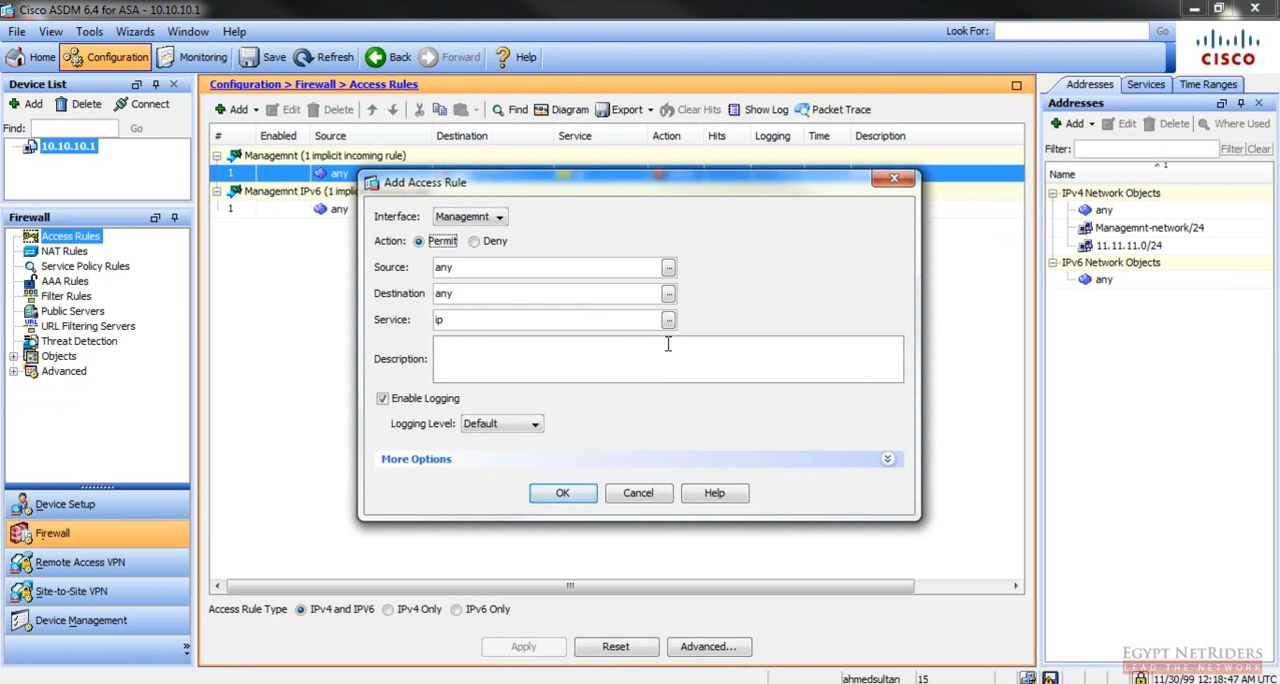 Cisco ASDM 6.4 for ASA - 10.10.10.1
File View Tools Wizards Window Help Look For: Go
Home Configuration Monitoring Save Refresh Back Forward Help
CISCO
Device List
Add Delete Connect
Find: Go
10.10.10.1
Firewall
Access Rules
NAT Rules
Service Policy Rules
AAA Rules
Filter Rules
Public Servers
URL Filtering Servers
Threat Detection
Objects
Advanced
Device Setup
Firewall
Remote Access VPN
Site-to-Site VPN
Device Management
Configuration > Firewall > Access Rules
Add Edit Delete Find Diagram Export Clear Hits Show Log Packet Trace
# Enabled Source Destination Service Action Hits Logging Time Description
Managemnt (1 implicit incoming rule)
1 any
Managemnt IPv6 (1 impli
1 any
Add Access Rule
Interface: Managemnt
Action: Permit Deny
Source: any ...
Destination any ...
Service: ip ...
Description:
Enable Logging
Logging Level: Default
More Options
OK Cancel Help
Access Rule Type IPv4 and IPV6 IPv4 Only IPv6 Only
Apply Reset Advanced...
Addresses Services Time Ranges
Addresses
Add Edit Delete Where Used
Filter: Filter Clear
1
Name
IPv4 Network Objects
any
Managemnt-network/24
11.11.11.0/24
IPv6 Network Objects
any
EGYPT NETRIDERS
LEAD THE NETWORK
ahmedsultan 15 11/30/99 12:18:47 AM UTC